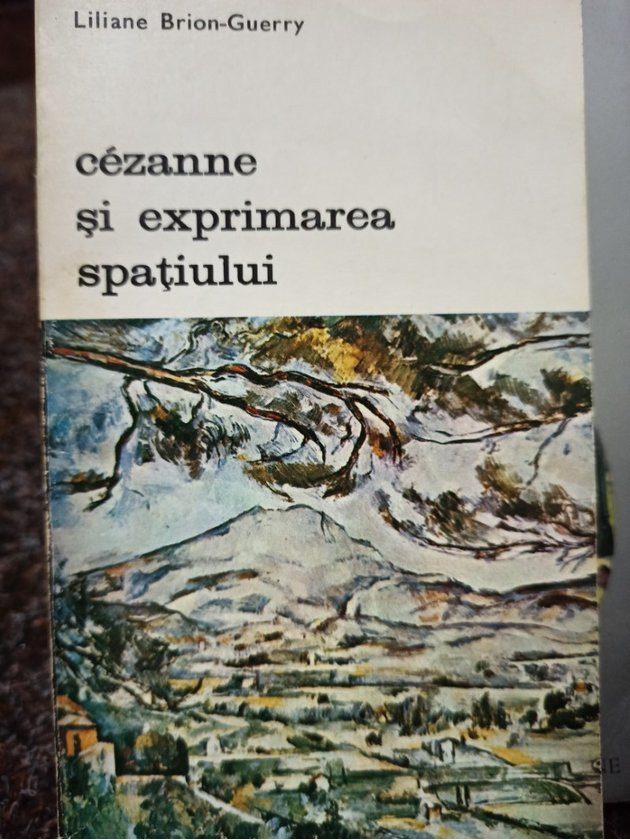 Liliane Brion-Guerry
cézanne
şi exprimarea
spaţiului